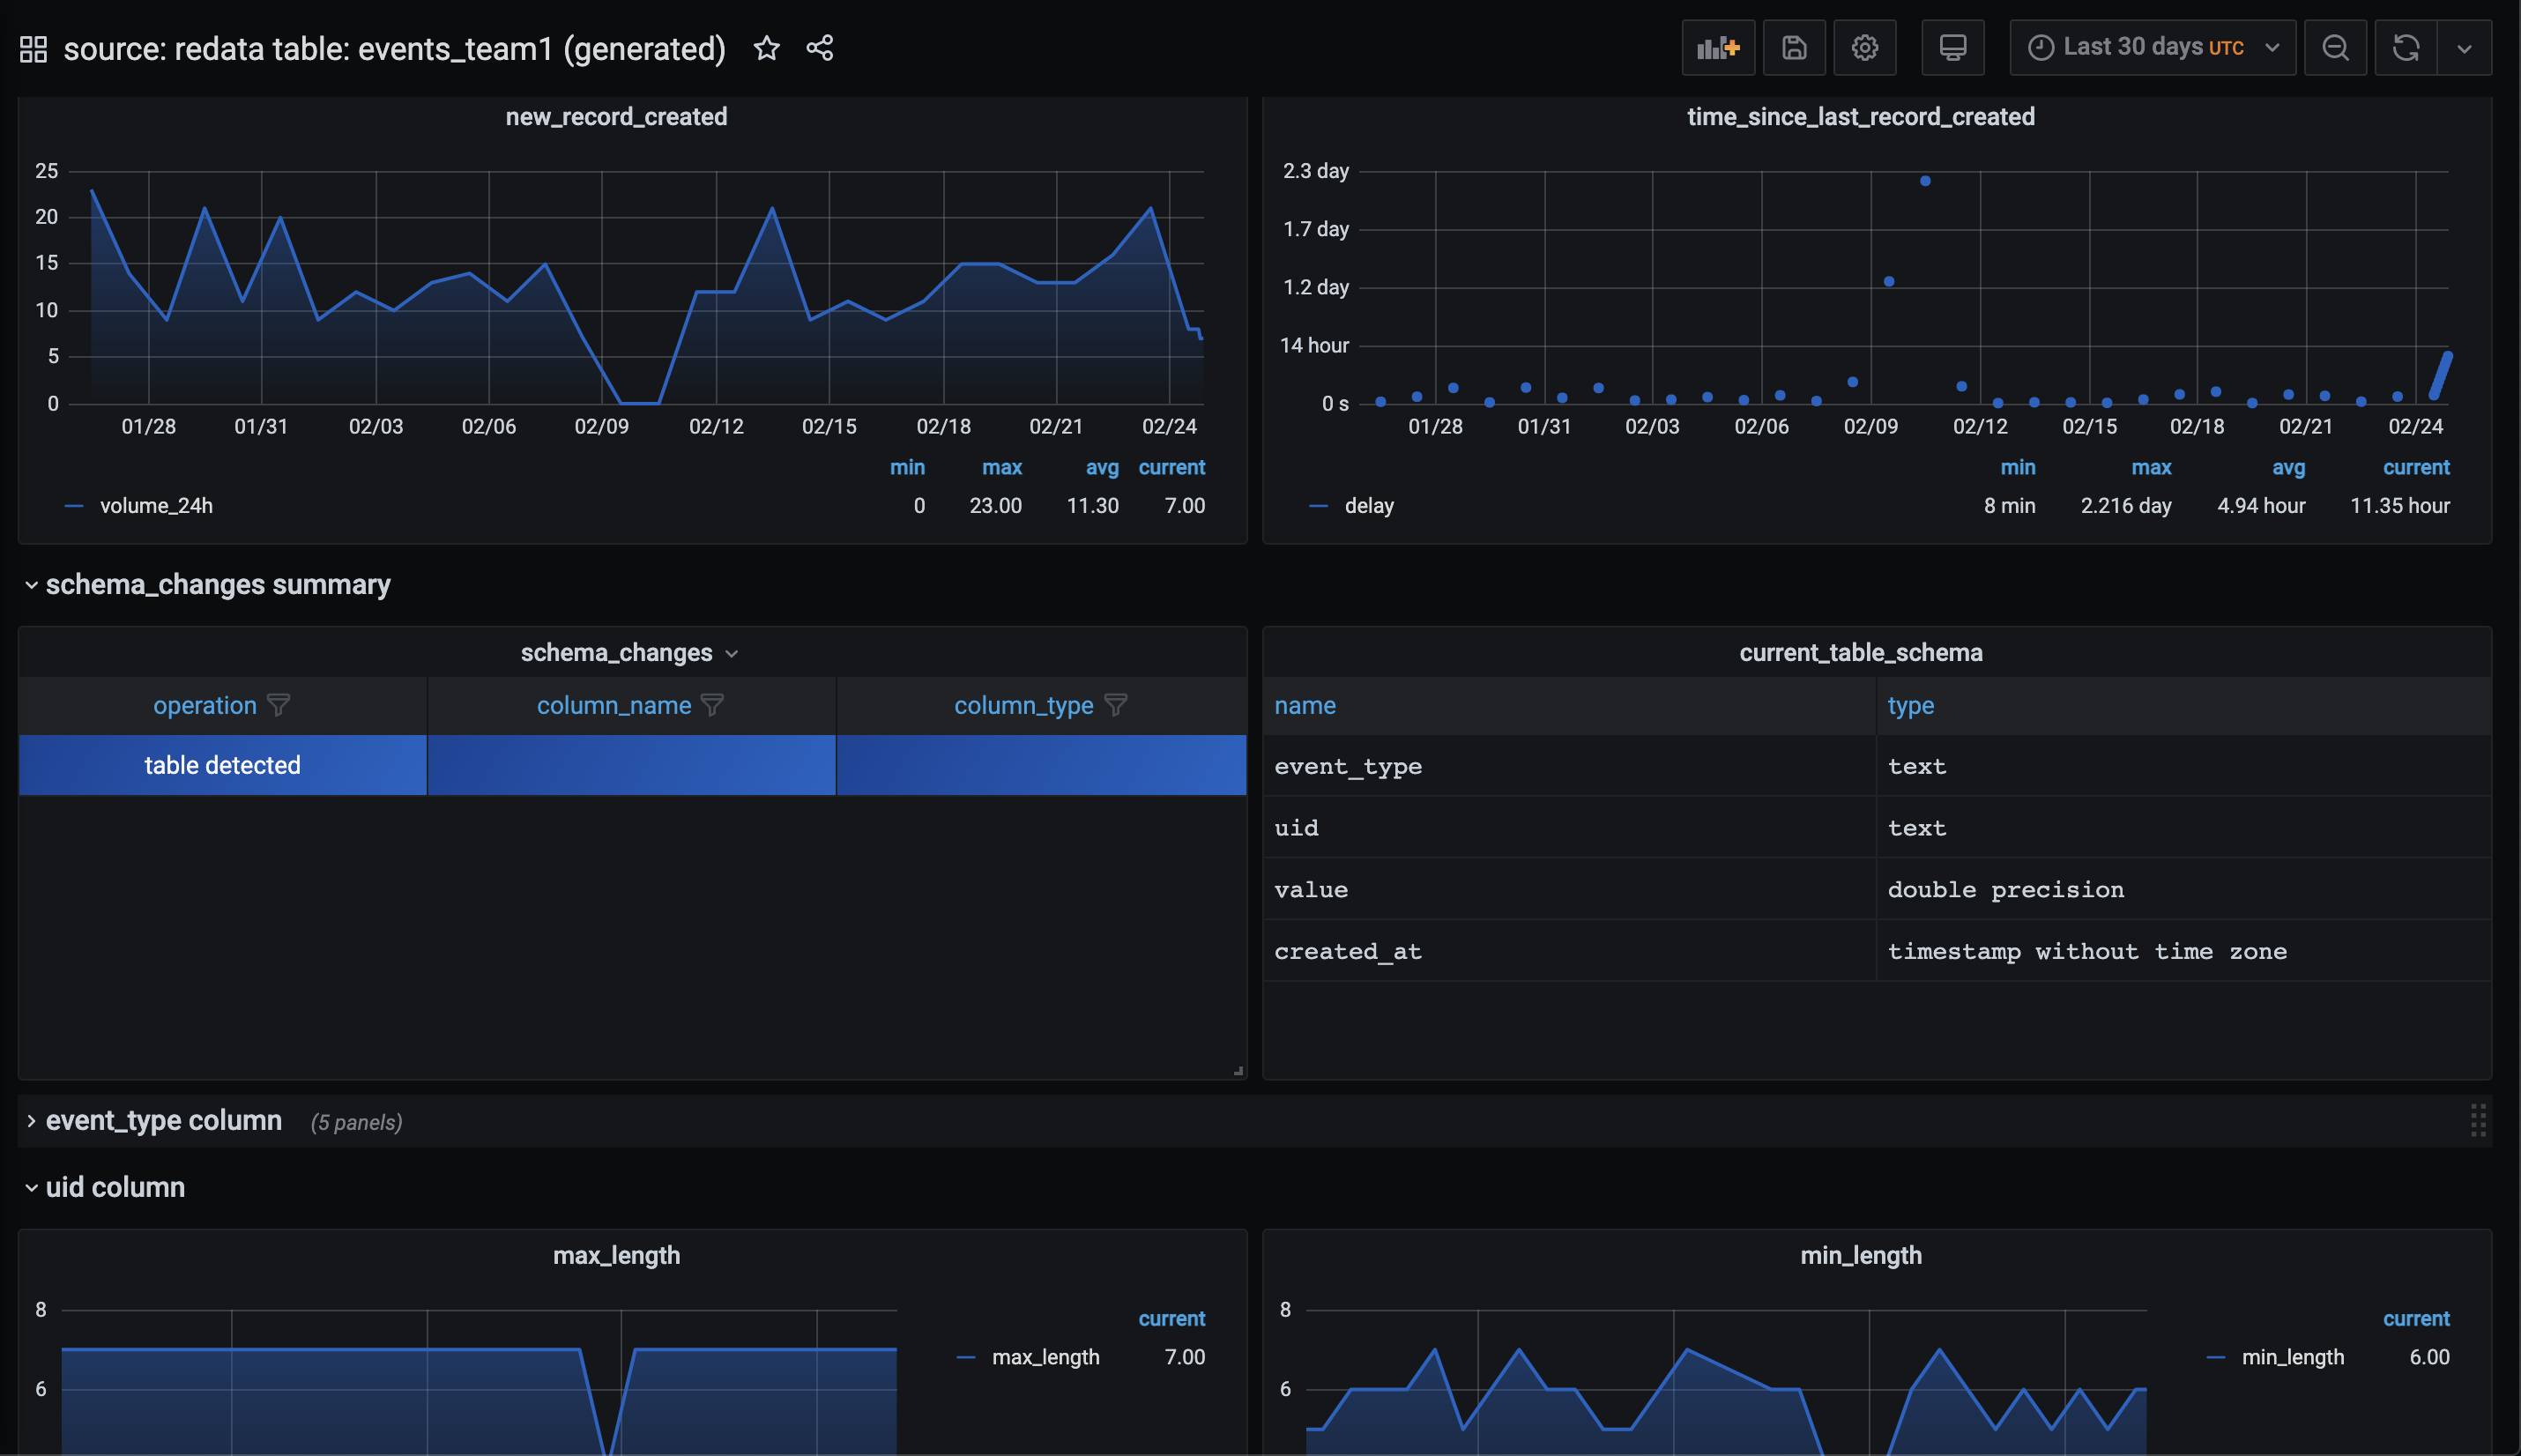 source: redata table: events_team1 (generated)
Last 30 days UTC
new_record_created
25
20
15
10
5
0
01/28 01/31 02/03 02/06 02/09 02/12 02/15 02/18 02/21 02/24
min max avg current
volume_24h 0 23.00 11.30 7.00
time_since_last_record_created
2.3 day
1.7 day
1.2 day
14 hour
0 s
01/28 01/31 02/03 02/06 02/09 02/12 02/15 02/18 02/21 02/24
min max avg current
delay 8 min 2.216 day 4.94 hour 11.35 hour
schema_changes summary
schema_changes
operation column_name column_type
table detected
current_table_schema
name type
event_type text
uid text
value double precision
created_at timestamp without time zone
event_type column (5 panels)
uid column
max_length
8
6
current
max_length 7.00
min_length
8
6
current
min_length 6.00